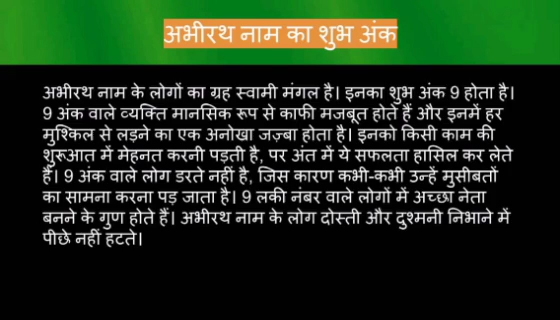 अभीरथ नाम का शुभ अंक
अभीरथ नाम के लोगों का ग्रह स्वामी मंगल है। इनका शुभ अंक 9 होता है।
9 अंक वाले व्यक्ति मानसिक रूप से काफी मजबूत होते हैं और इनमें हर
मुश्किल से लड़ने का एक अनोखा जज़्बा होता है। इनको किसी काम की
शुरूआत में मेहनत करनी पड़ती है, पर अंत में ये सफलता हासिल कर लेते
हैं। 9 अंक वाले लोग डरते नहीं है, जिस कारण कभी-कभी उन्हें मुसीबतों
का सामना करना पड़ जाता है। 9 लकी नंबर वाले लोगों में अच्छा नेता
बनने के गुण होते हैं। अभीरथ नाम के लोग दोस्ती और दुश्मनी निभाने में
पीछे नहीं हटते।